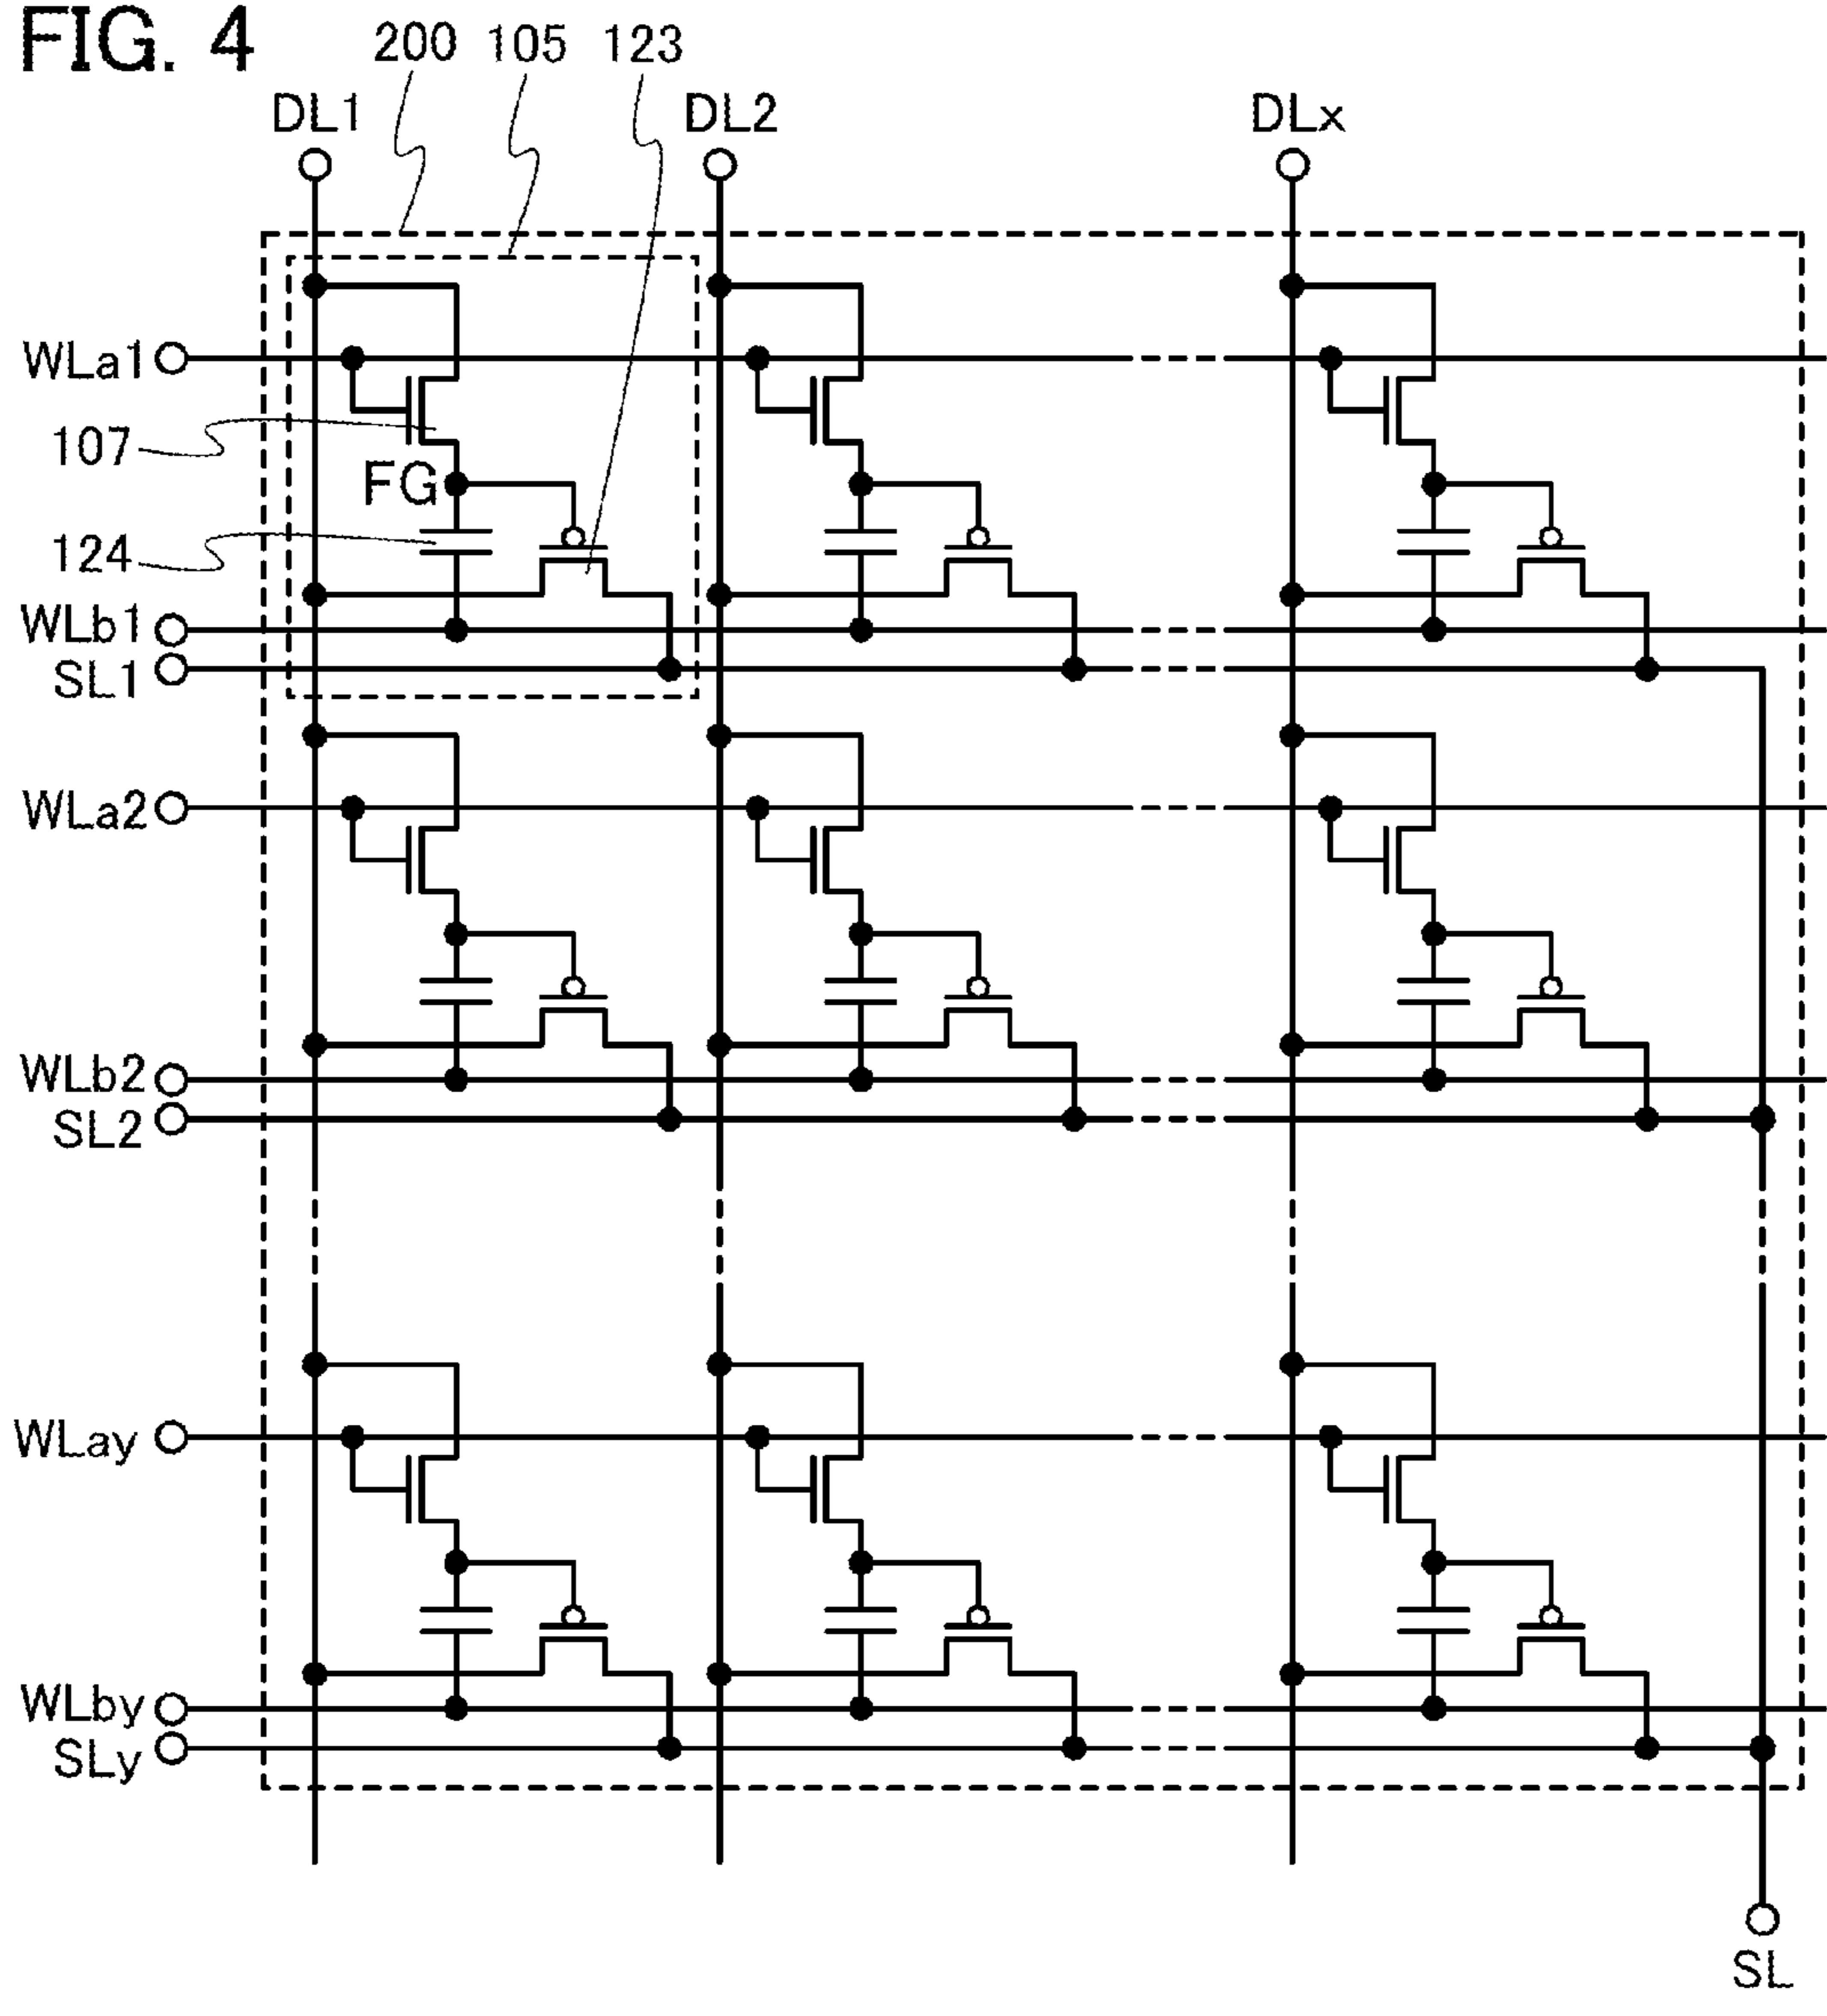 FIG. 4
200 105 123
DL1 DL2 DLx
WLa1
107
FG
124
WLb1
SL1
WLa2
WLb2
SL2
WLay
WLby
SLy
SL